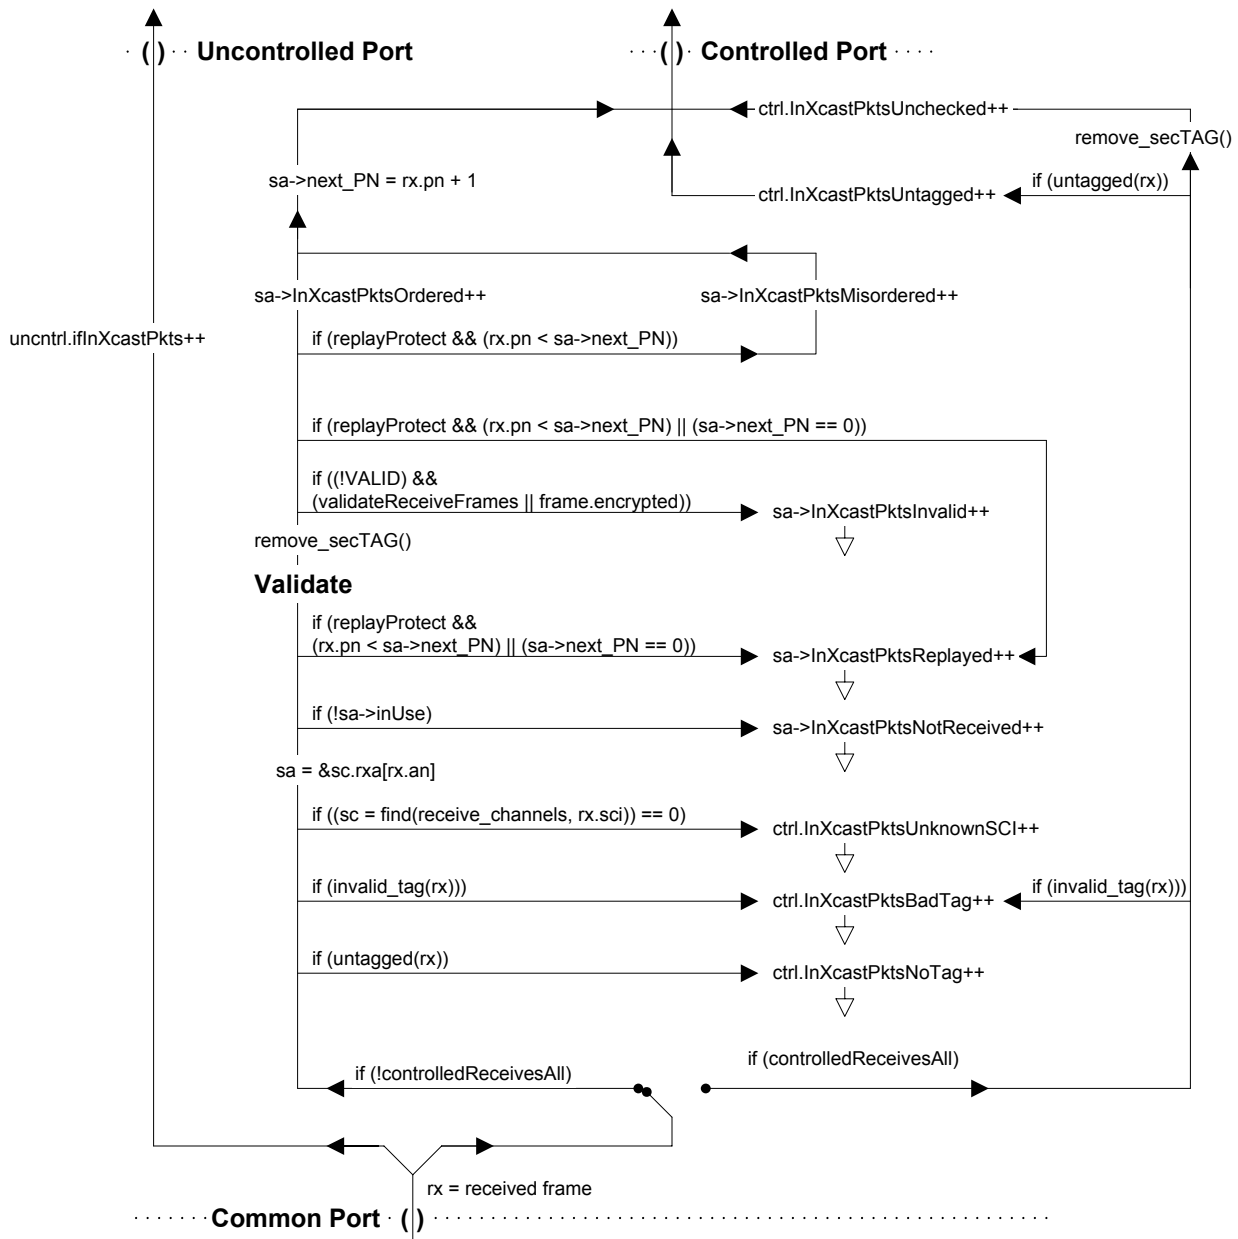 ( ) Uncontrolled Port
( ) Controlled Port
ctrl.InXcastPktsUnchecked++
remove_secTAG()
sa->next_PN = rx.pn + 1
ctrl.InXcastPktsUntagged++
if (untagged(rx))
sa->InXcastPktsOrdered++
sa->InXcastPktsMisordered++
uncntrl.ifInXcastPkts++
if (replayProtect && (rx.pn < sa->next_PN))
if (replayProtect && (rx.pn < sa->next_PN) || (sa->next_PN == 0))
if ((!VALID) &&
(validateReceiveFrames || frame.encrypted))
sa->InXcastPktsInvalid++
remove_secTAG()
Validate
if (replayProtect &&
(rx.pn < sa->next_PN) || (sa->next_PN == 0))
sa->InXcastPktsReplayed++
if (!sa->inUse)
sa->InXcastPktsNotReceived++
sa = &sc.rxa[rx.an]
if ((sc = find(receive_channels, rx.sci)) == 0)
ctrl.InXcastPktsUnknownSCI++
if (invalid_tag(rx)))
ctrl.InXcastPktsBadTag++
if (invalid_tag(rx)))
if (untagged(rx))
ctrl.InXcastPktsNoTag++
if (controlledReceivesAll)
if (!controlledReceivesAll)
rx = received frame
Common Port ( )